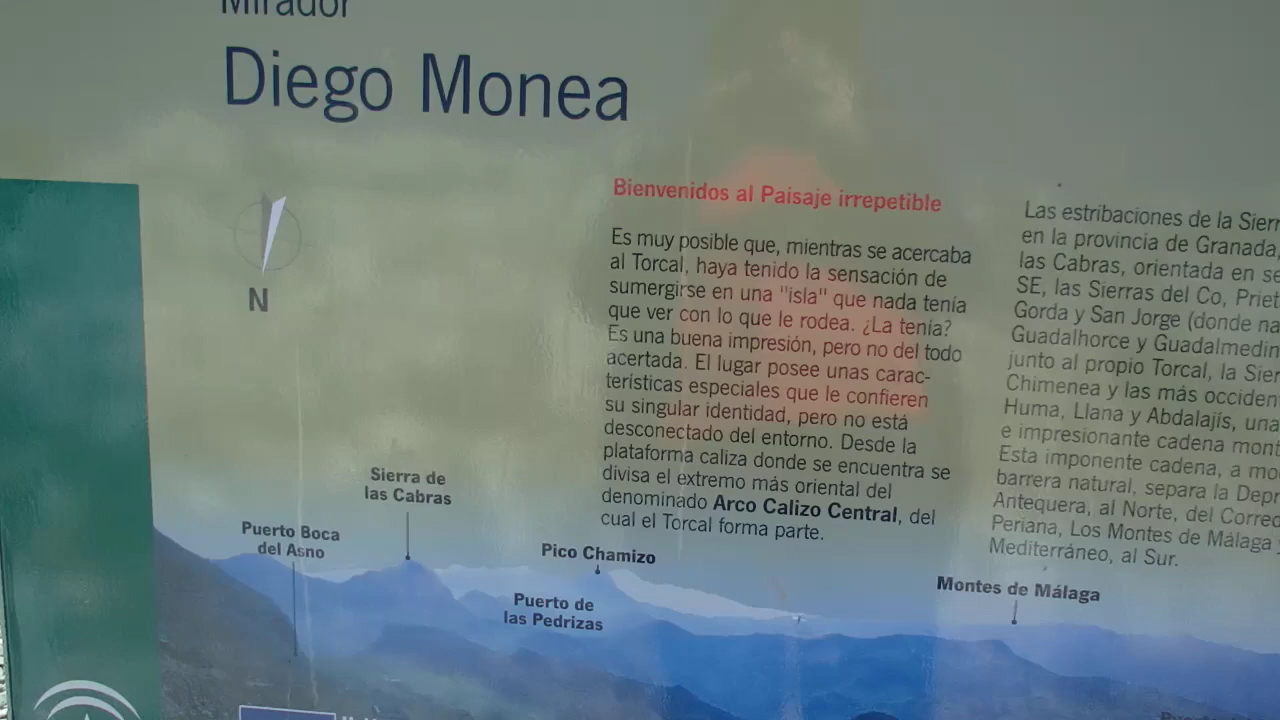 Mirador
Diego Monea
N
Bienvenidos al Paisaje irrepetible
Es muy posible que, mientras se acercaba
al Torcal, haya tenido la sensación de
sumergirse en una "isla" que nada tenía
que ver con lo que le rodea. ¿La tenía?
Es una buena impresión, pero no del todo
acertada. El lugar posee unas carac-
terísticas especiales que le confieren
su singular identidad, pero no está
desconectado del entorno. Desde la
plataforma caliza donde se encuentra se
divisa el extremo más oriental del
denominado Arco Calizo Central, del
cual el Torcal forma parte.
Las estribaciones de la
en la provincia de Granada,
las Cabras, orientada en
SE, las Sierras del Co,
Gorda y San Jorge (donde
Guadalhorce y
junto al propio Torcal, la
Chimenea y las más
Huma, Llana y Abdalajís, una
e impresionante cadena
Esta imponente cadena, a
barrera natural, separa la
Antequera, al Norte, del
Periana, Los Montes de Málaga
Mediterráneo, al Sur.
Sierra de
las Cabras
Puerto Boca
del Asno
Pico Chamizo
Puerto de
las Pedrizas
Montes de Málaga